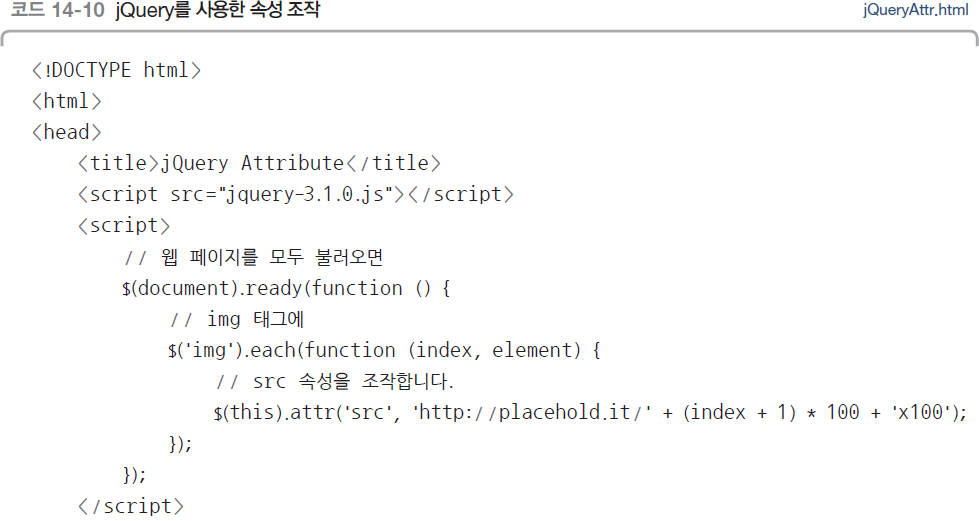 코드 14-10 jQuery를 사용한 속성 조작 jQueryAttr.html
<!DOCTYPE html>
<html>
<head>
    <title>jQuery Attribute</title>
    <script src="jquery-3.1.0.js"></script>
    <script>
        // 웹 페이지를 모두 불러오면
        $(document).ready(function () {
            // img 태그에
            $('img').each(function (index, element) {
                // src 속성을 조작합니다.
                $(this).attr('src', 'http://placehold.it/' + (index + 1) * 100 + 'x100');
            });
        });
    </script>